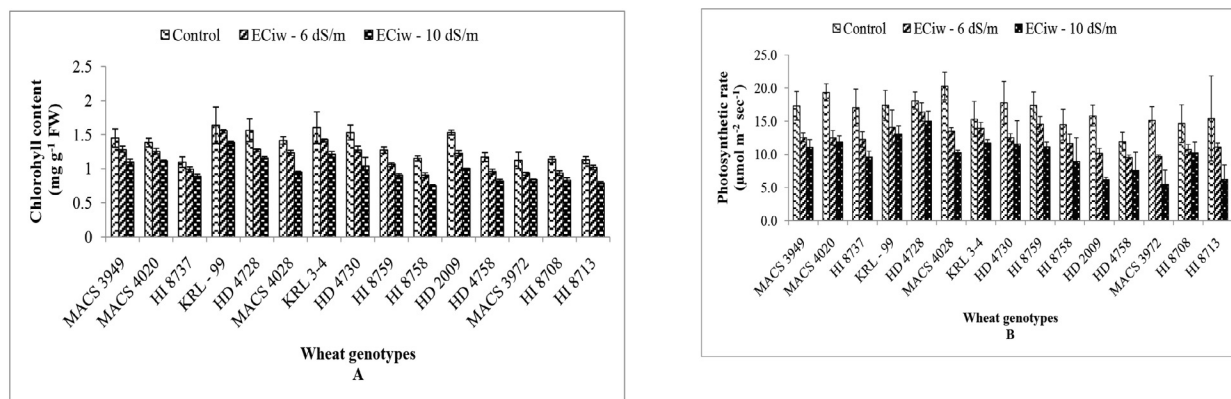 Control ECiw - 6 dS/m ECiw - 10 dS/m
Chlorohyll content
(mg g-1 FW)
2.5
2
1.5
1
0.5
0
MACS 3949
MACS 4020
HI 8737
KRL - 99
HD 4728
MACS 4028
KRL 3-4
HD 4730
HI 8759
HI 8758
HD 2009
HD 4758
MACS 3972
HI 8708
HI 8713
Wheat genotypes
A
Control ECiw - 6 dS/m ECiw - 10 dS/m
Photosynthetic rate
(µmol m-2 sec-1)
25.0
20.0
15.0
10.0
5.0
0.0
MACS 3949
MACS 4020
HI 8737
KRL - 99
HD 4728
MACS 4028
KRL 3-4
HD 4730
HI 8759
HI 8758
HD 2009
HD 4758
MACS 3972
HI 8708
HI 8713
Wheat genotypes
B